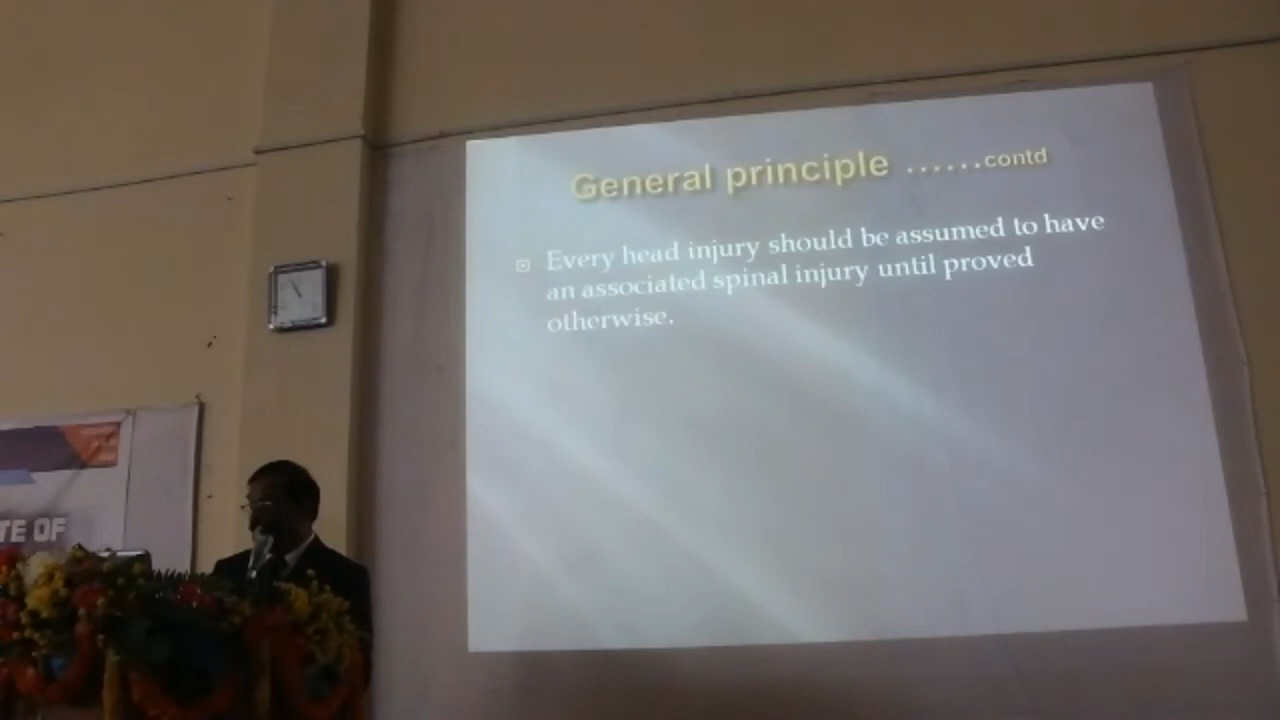 General principle ......contd
Every head injury should be assumed to have
an associated spinal injury until proved
otherwise.
TE OF